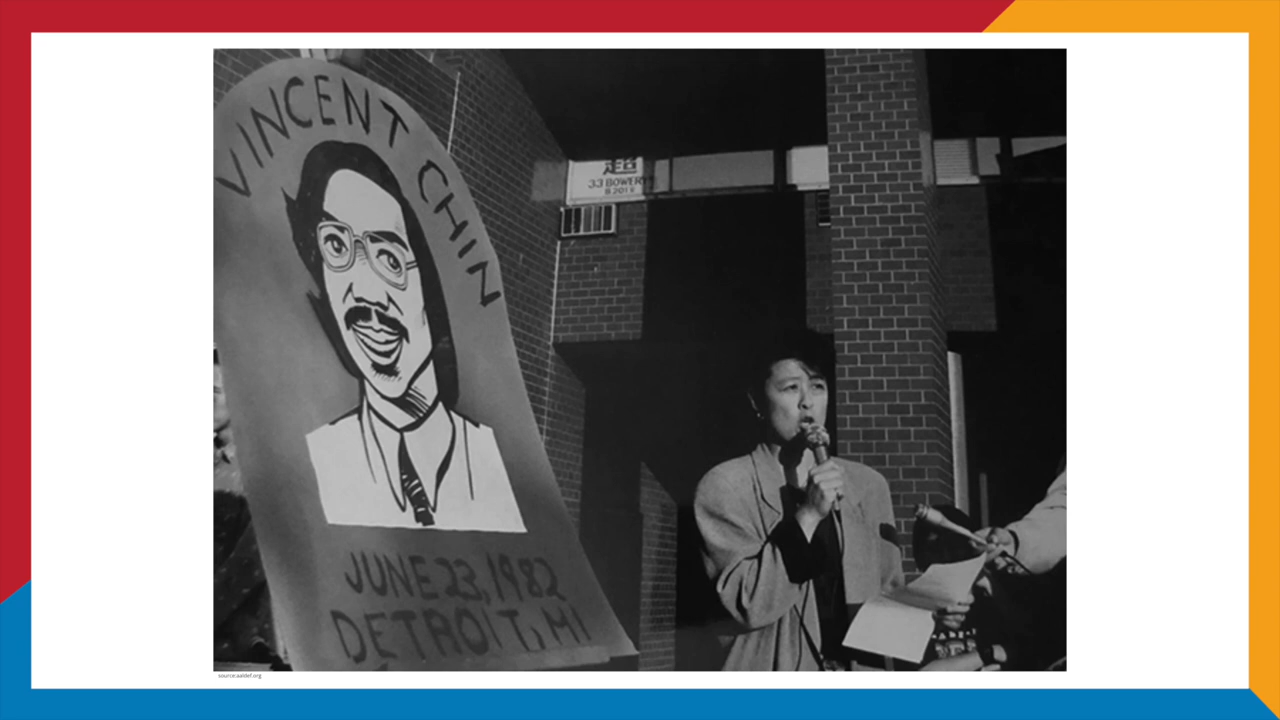 VINCENT CHIN
33 BOWERY
JUNE 23, 1982
DETROIT, MI
source:aaldef.org